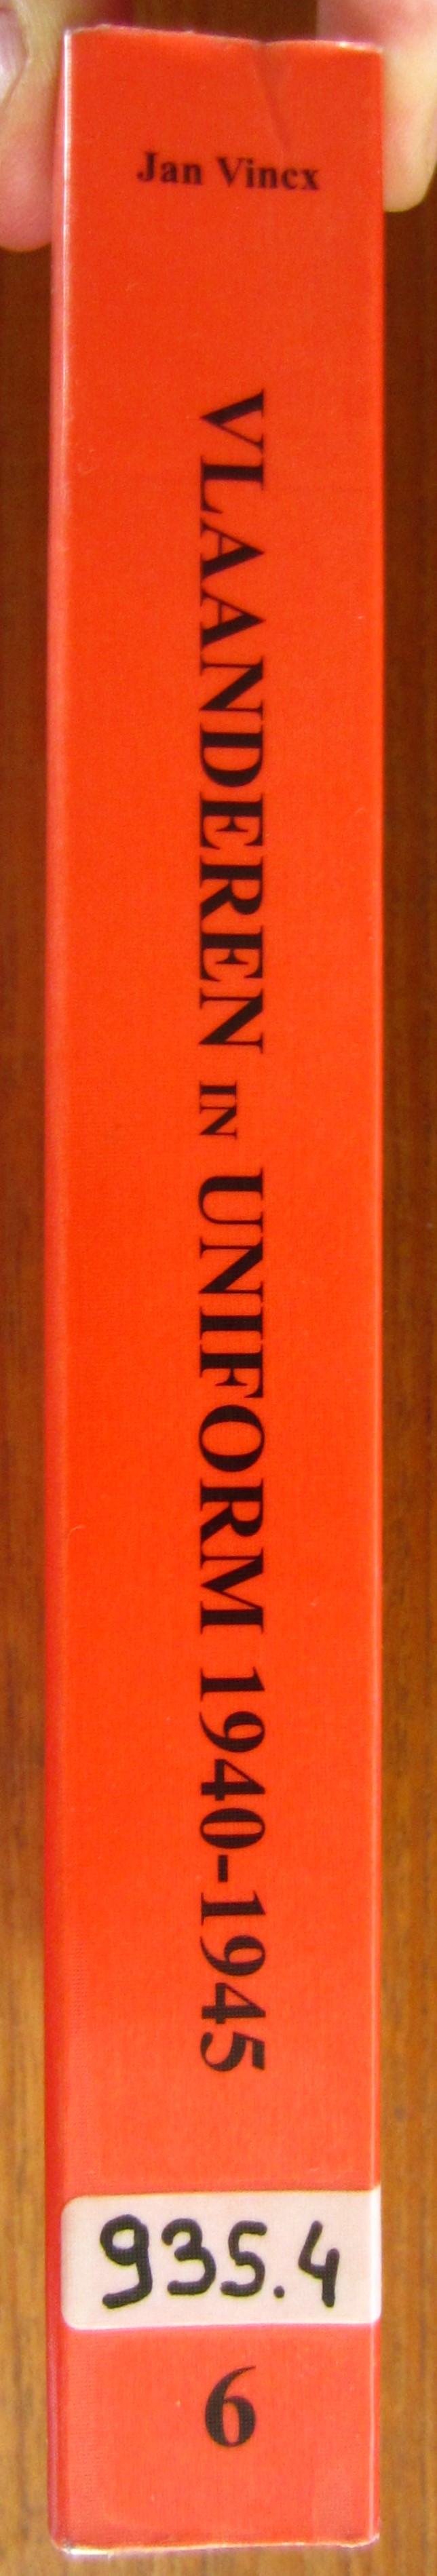 Jan Vincx
VLAANDEREN IN UNIFORM 1940-1945
935.4
6